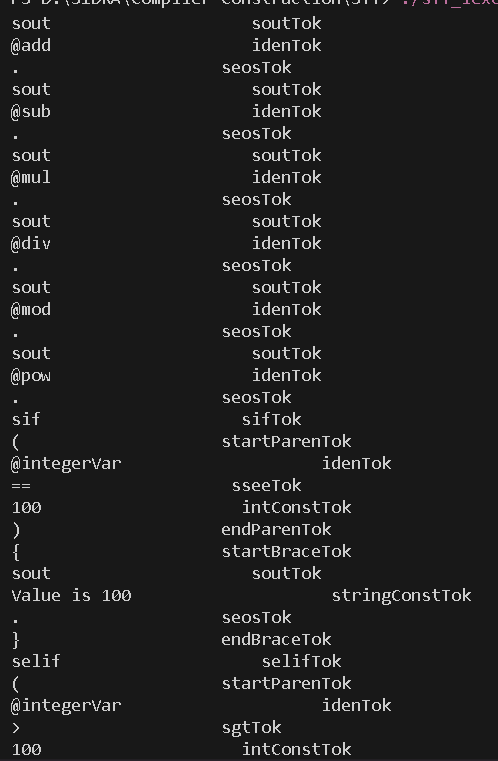 sout soutTok
@add idenTok
. seosTok
sout soutTok
@sub idenTok
. seosTok
sout soutTok
@mul idenTok
. seosTok
sout soutTok
@div idenTok
. seosTok
sout soutTok
@mod idenTok
. seosTok
sout soutTok
@pow idenTok
. seosTok
sif sifTok
( startParenTok
@integerVar idenTok
== sseeTok
100 intConstTok
) endParenTok
{ startBraceTok
sout soutTok
Value is 100 stringConstTok
. seosTok
} endBraceTok
selif selifTok
( startParenTok
@integerVar idenTok
> sgtTok
100 intConstTok